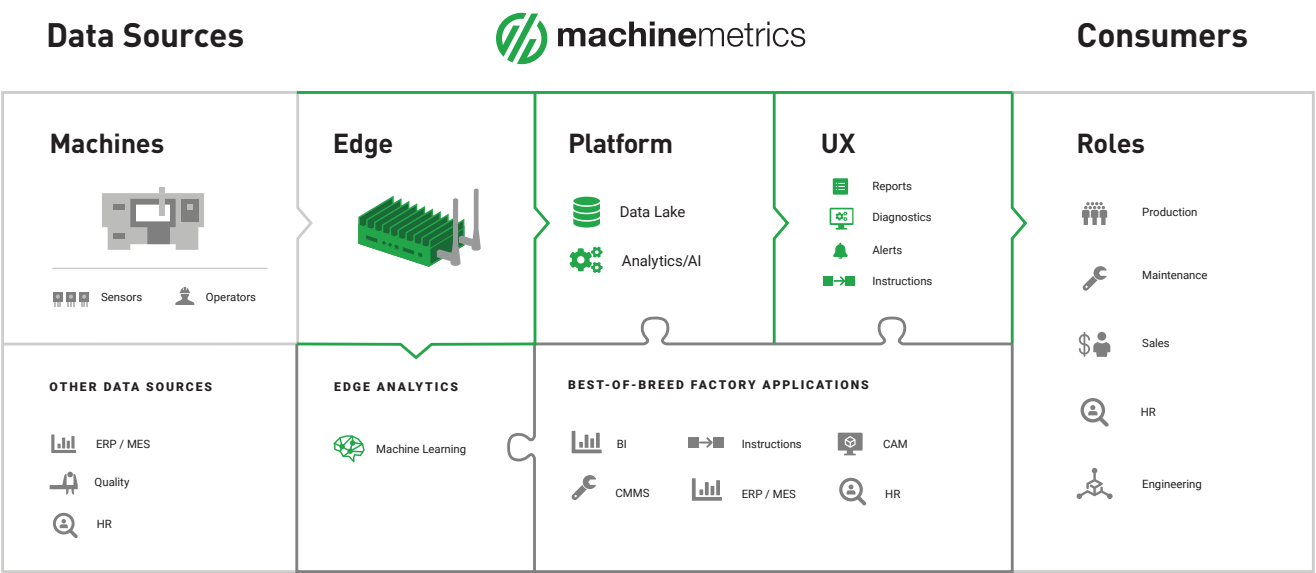 Data Sources
machinemetrics
Consumers
Machines
Sensors
Operators
Edge
Platform
Data Lake
Analytics/AI
UX
Reports
Diagnostics
Alerts
Instructions
Roles
Production
Maintenance
Sales
HR
Engineering
OTHER DATA SOURCES
ERP / MES
Quality
HR
EDGE ANALYTICS
Machine Learning
BEST-OF-BREED FACTORY APPLICATIONS
BI
Instructions
CAM
CMMS
ERP / MES
HR